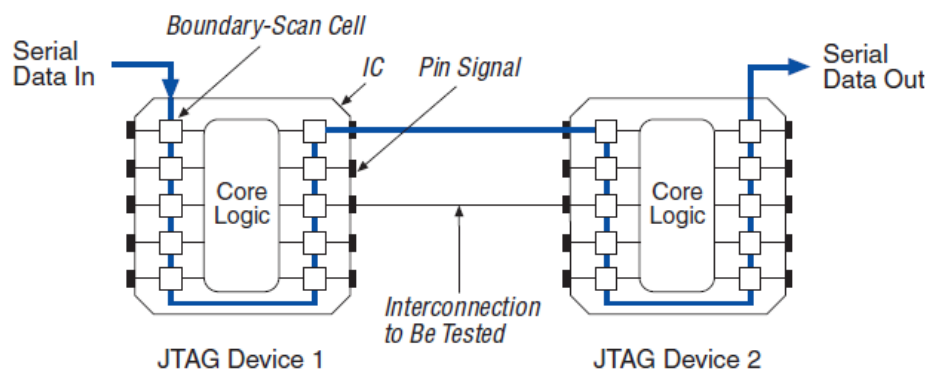 Boundary-Scan Cell
Serial
Data In
IC
Pin Signal
Serial
Data Out
Core
Logic
Core
Logic
Interconnection
to Be Tested
JTAG Device 1
JTAG Device 2